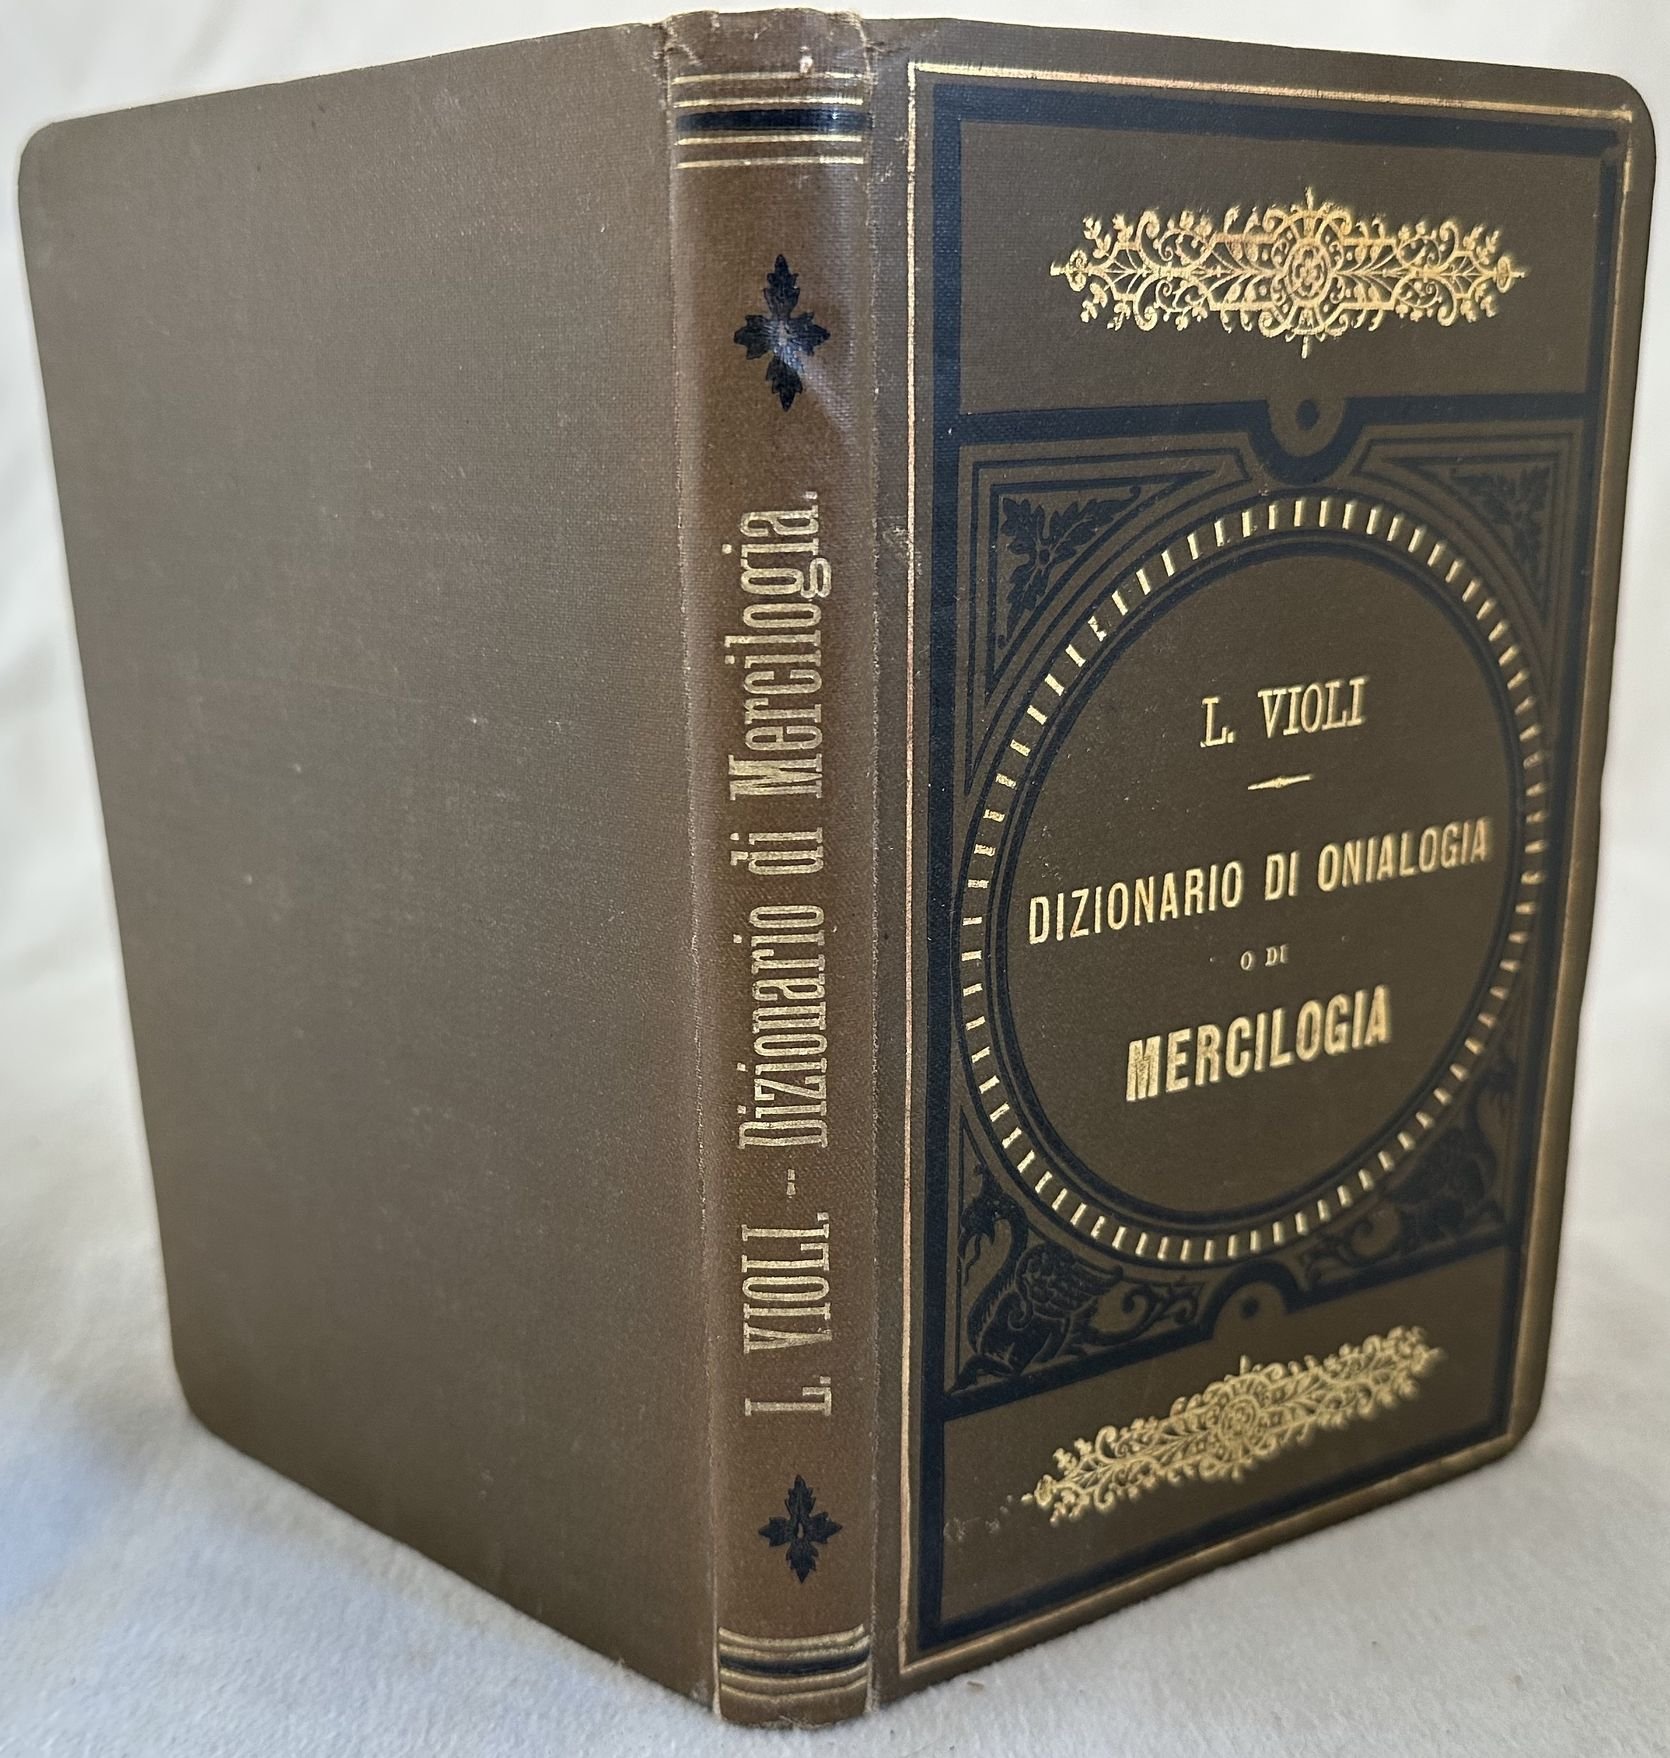 L. VIOLI. - Dizionario di Mercilogia.
L. VIOLI
DIZIONARIO DI ONIALOGIA
O DI
MERCILOGIA